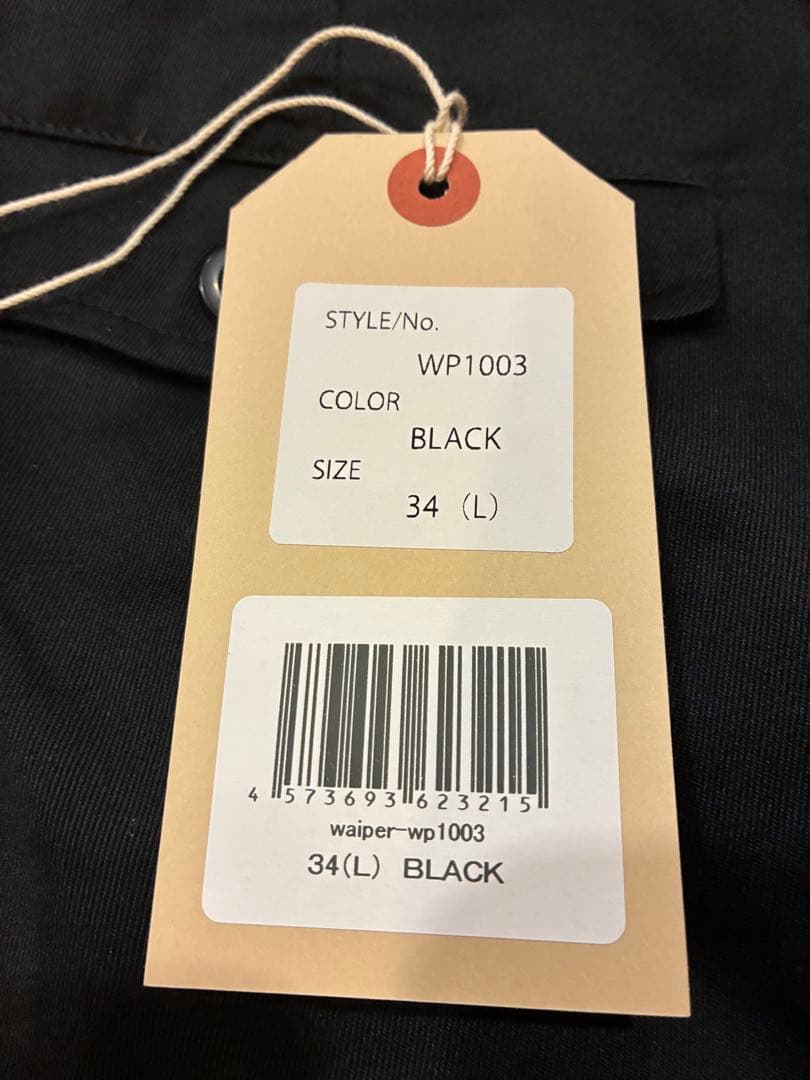 STYLE/No.
WP1003
COLOR
BLACK
SIZE
34 (L)
4 573693 623215
waiper-wp1003
34(L) BLACK